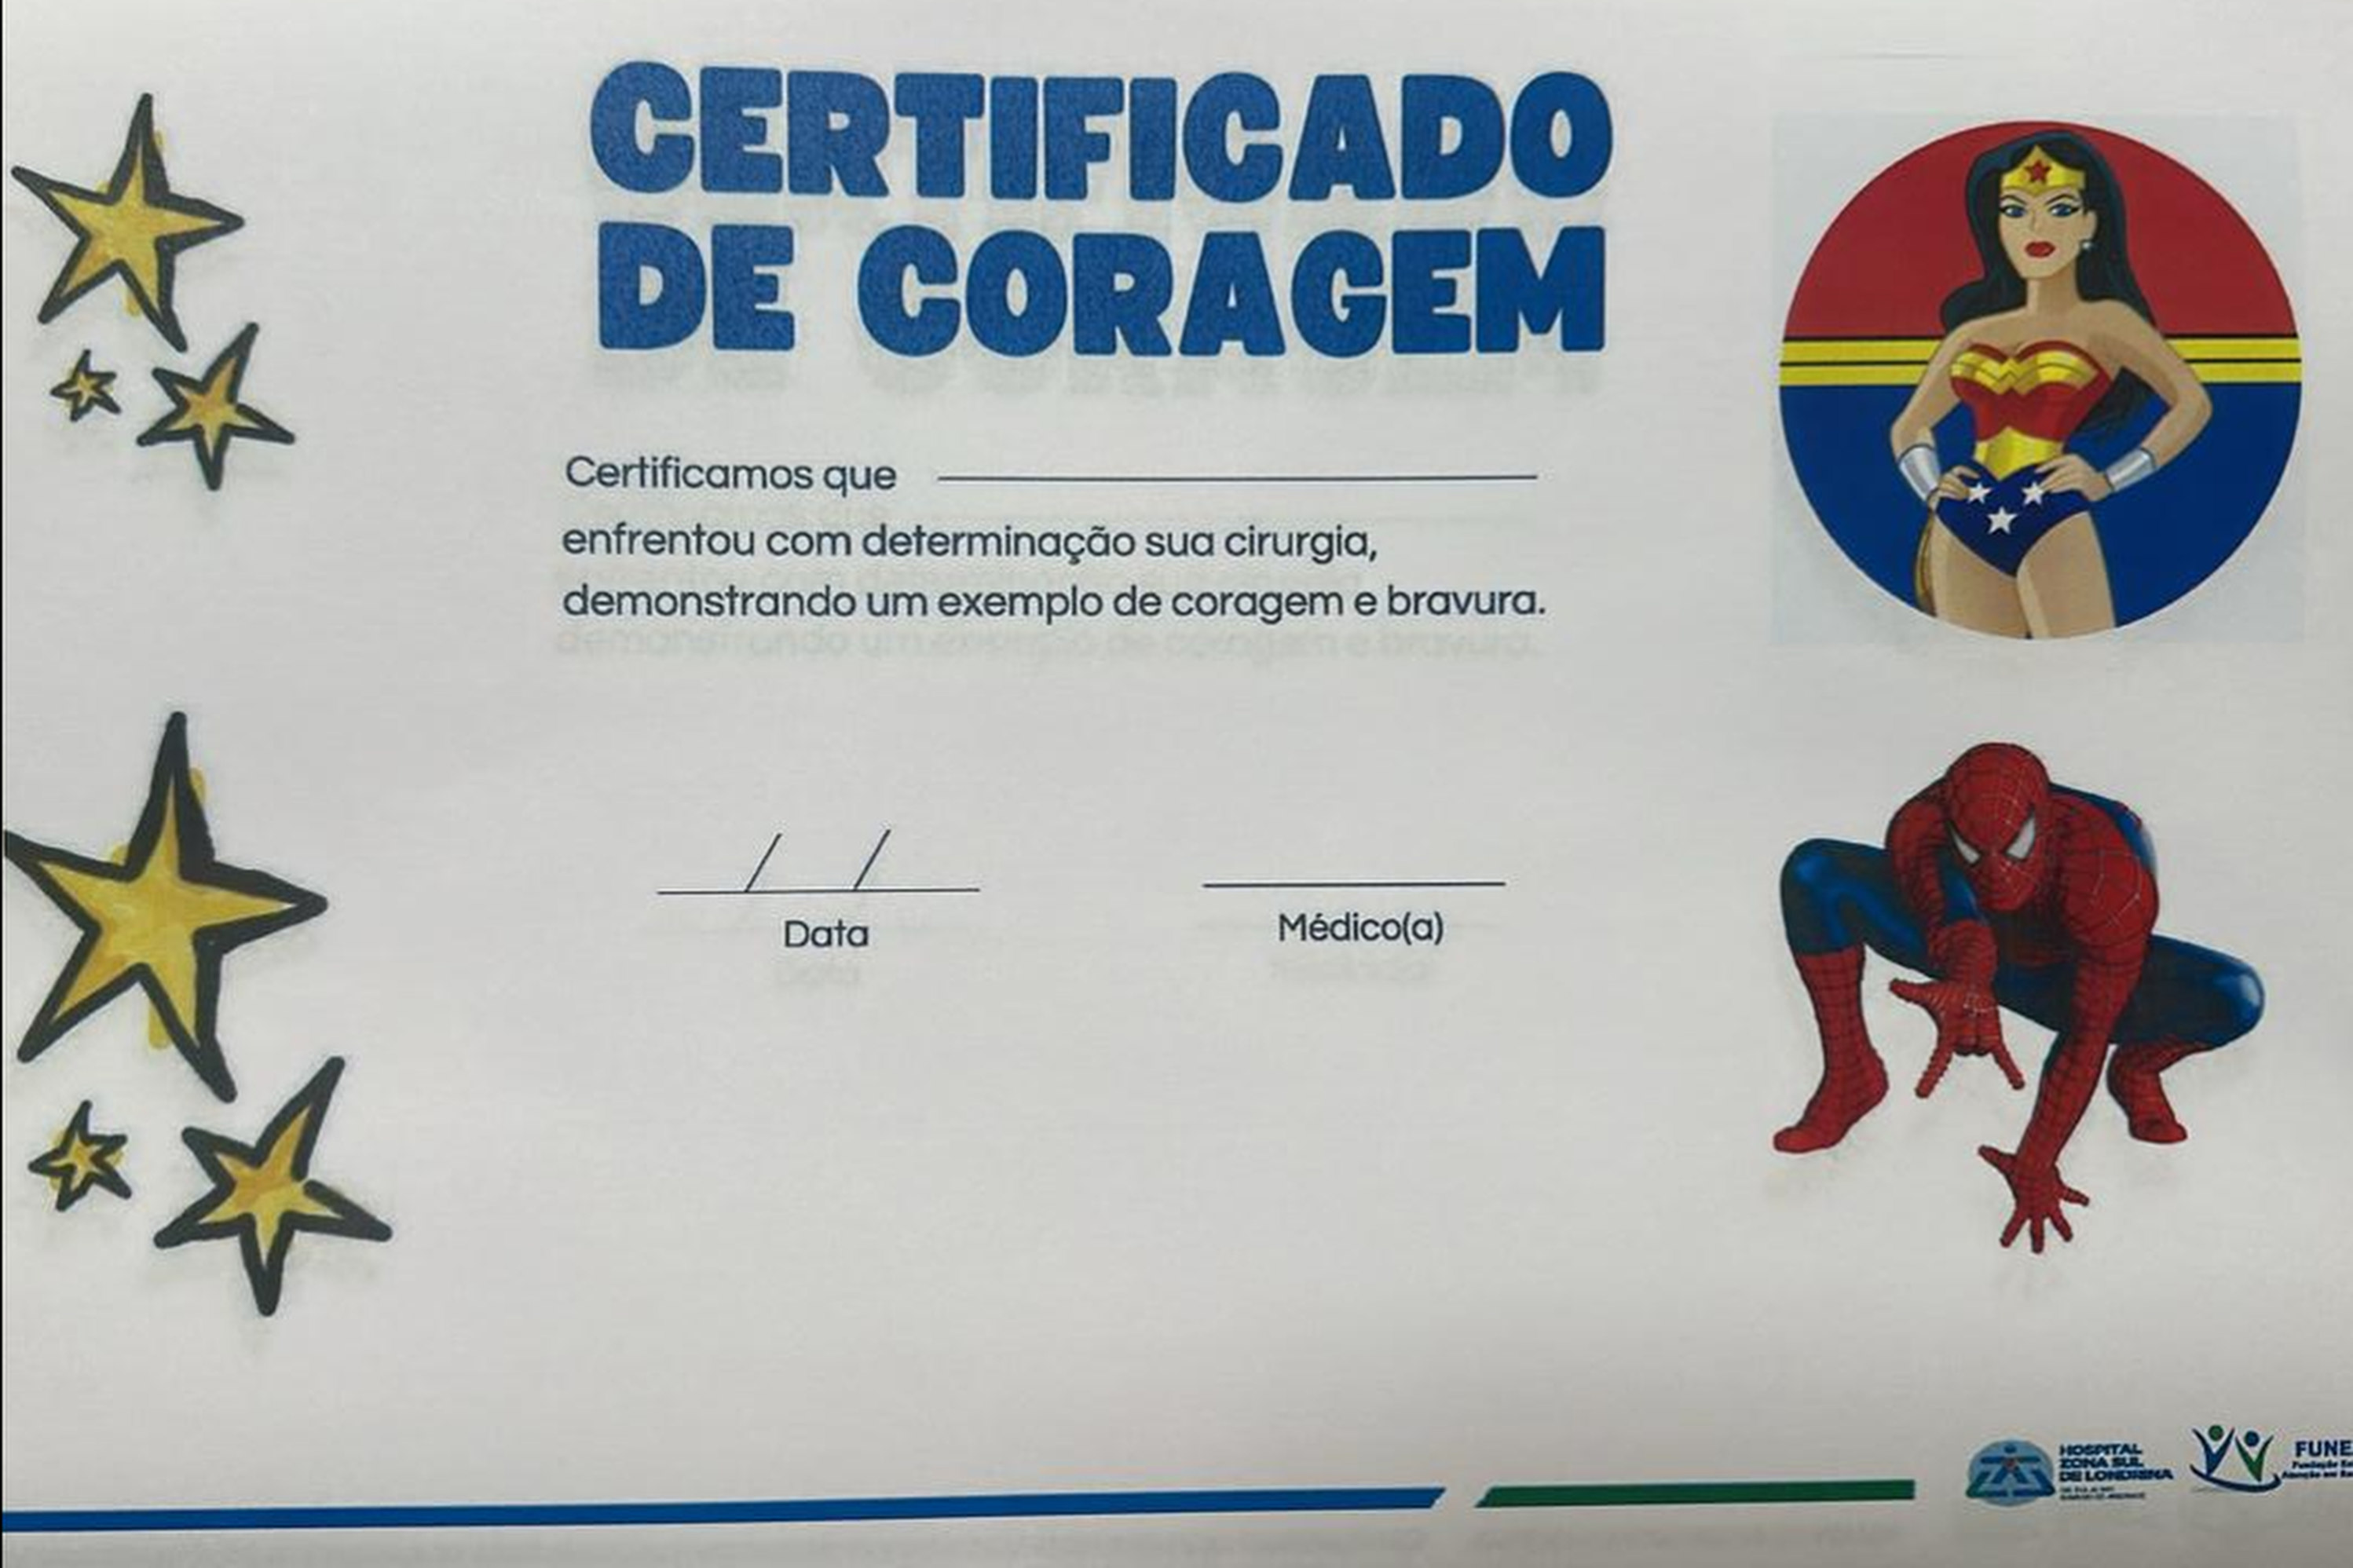 CERTIFICADO
DE CORAGEM
Certificamos que
enfrentou com determinação sua cirurgia,
demonstrando um exemplo de coragem e bravura.
/ /
Data
Médico(a)
HOSPITAL
ZONA SUL
DE LONDRINA
FUNE